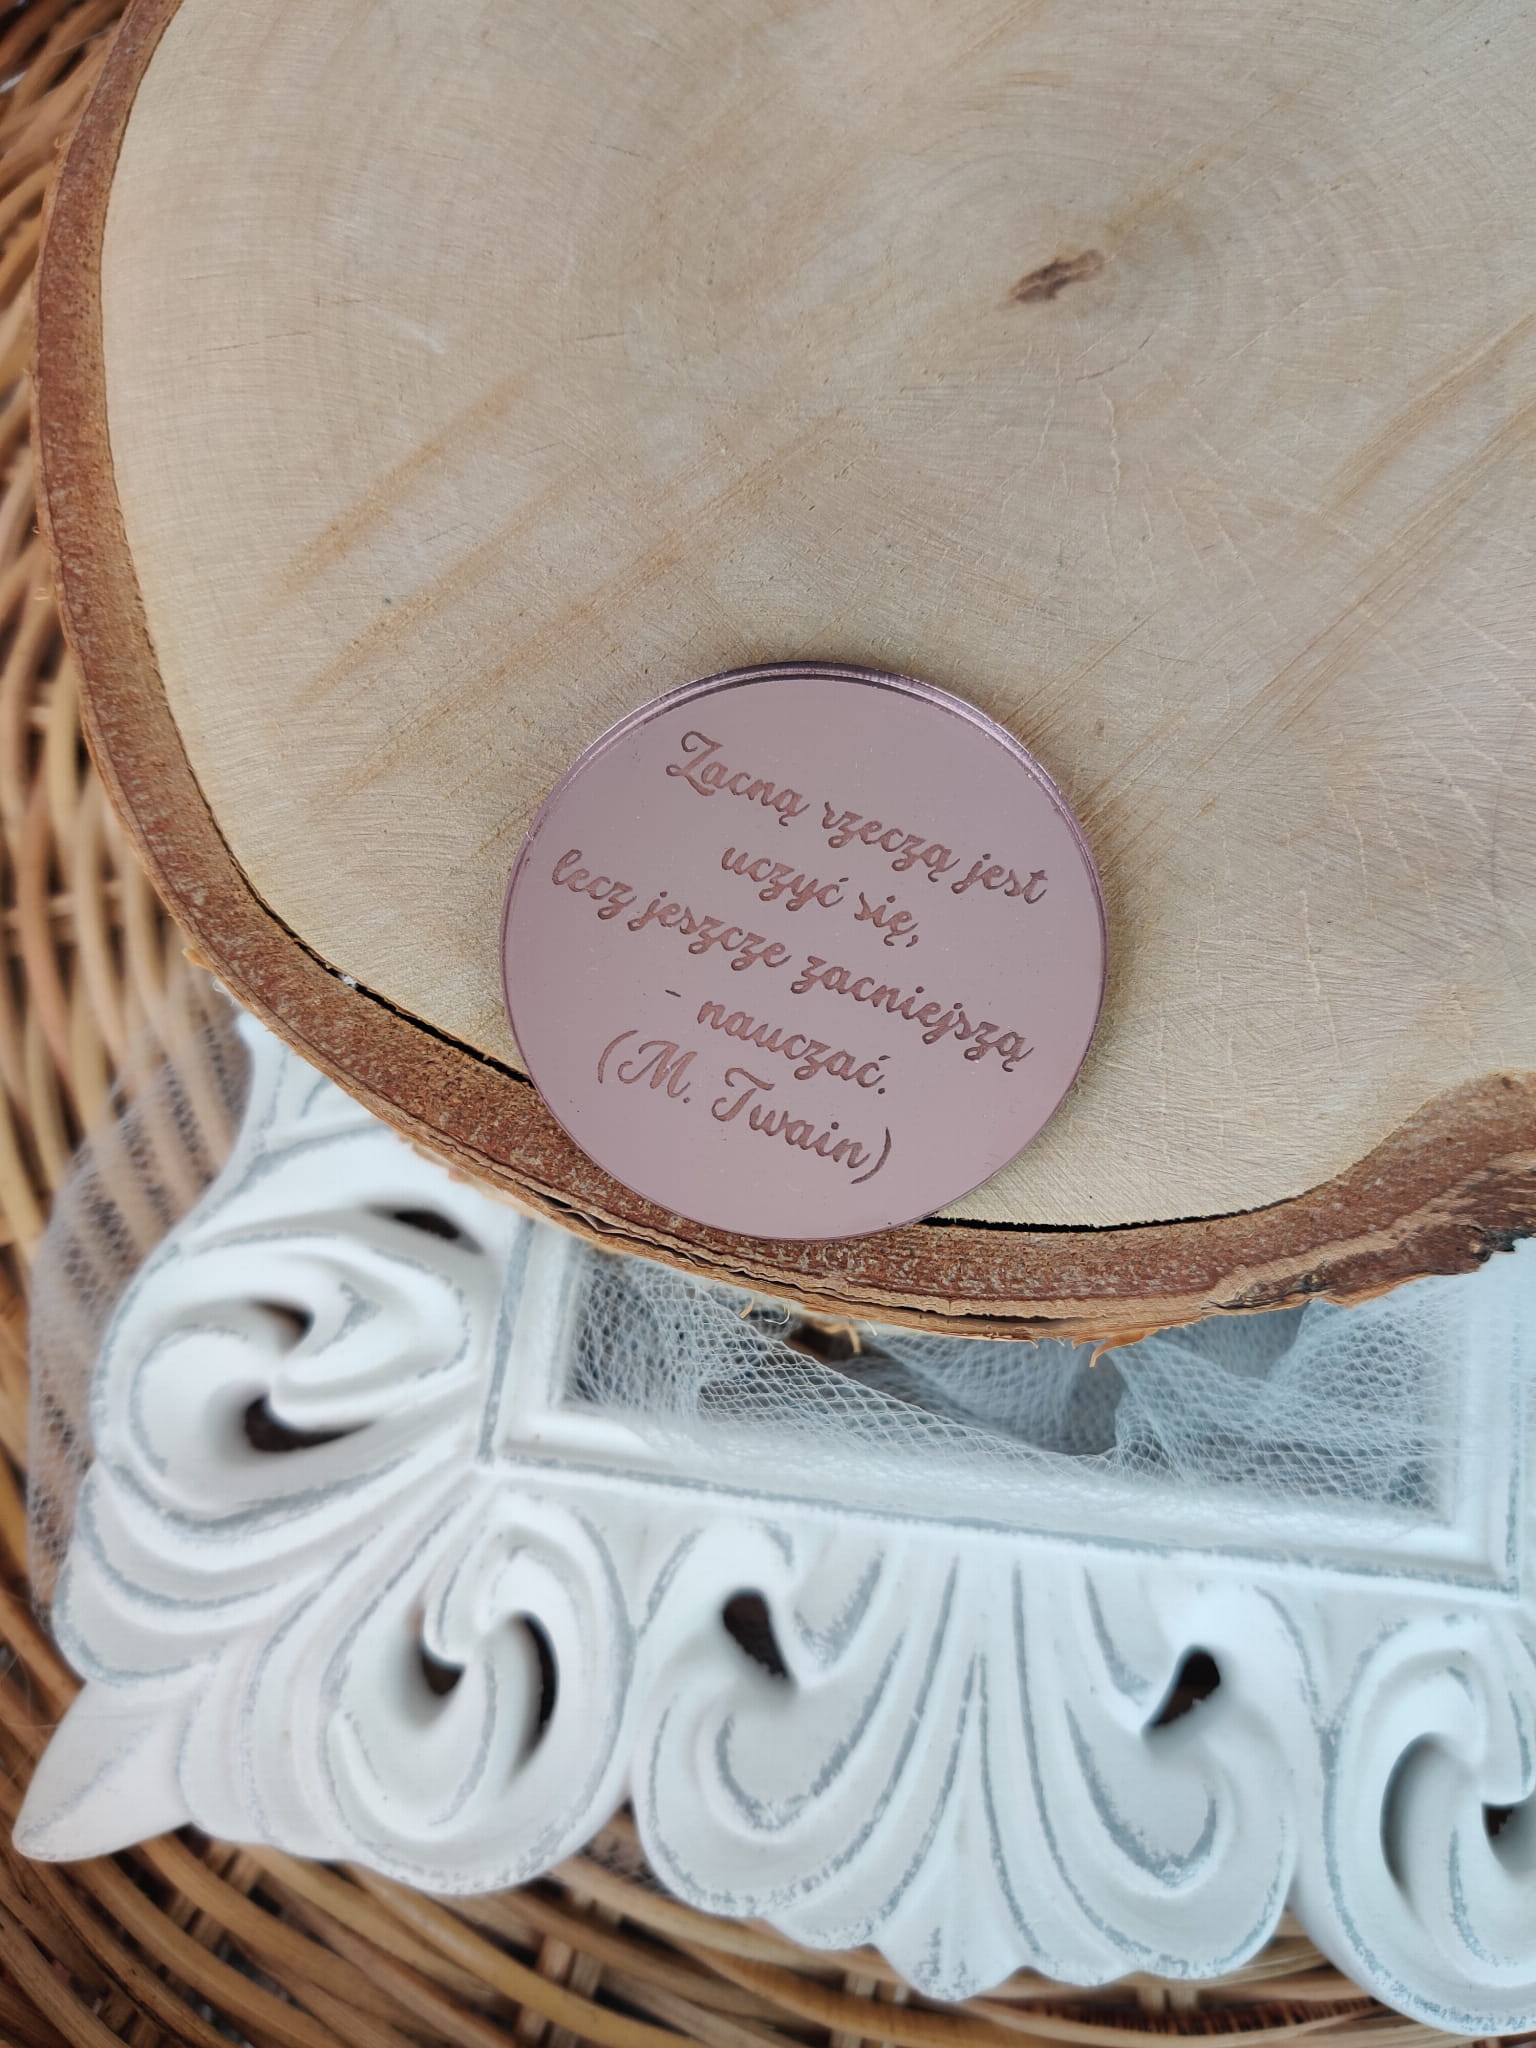 Zacną rzeczą jest
uczyć się,
lecz jeszcze zacniejszą
- nauczać.
(M. Twain)